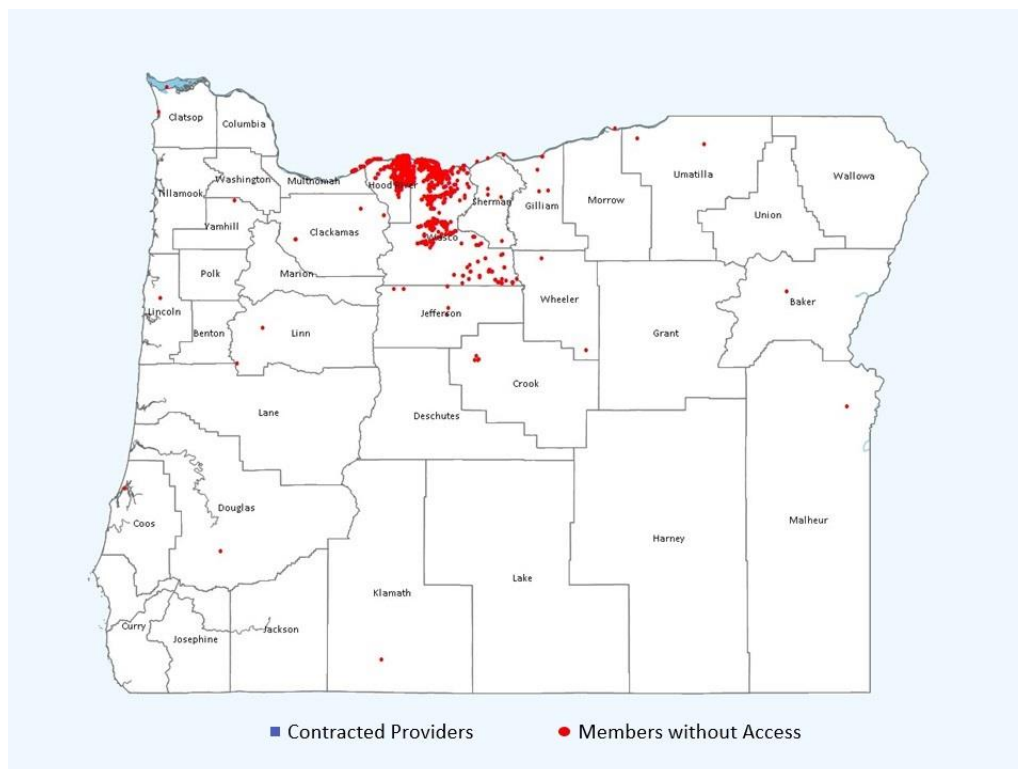 Clatsop
Columbia
Tillamook
Washington
Multnomah
Hood River
Yamhill
Clackamas
Wasco
Sherman
Gilliam
Morrow
Umatilla
Union
Wallowa
Polk
Marion
Lincoln
Benton
Linn
Jefferson
Wheeler
Grant
Baker
Crook
Lane
Deschutes
Coos
Douglas
Harney
Malheur
Klamath
Lake
Curry
Josephine
Jackson
Contracted Providers
Members without Access